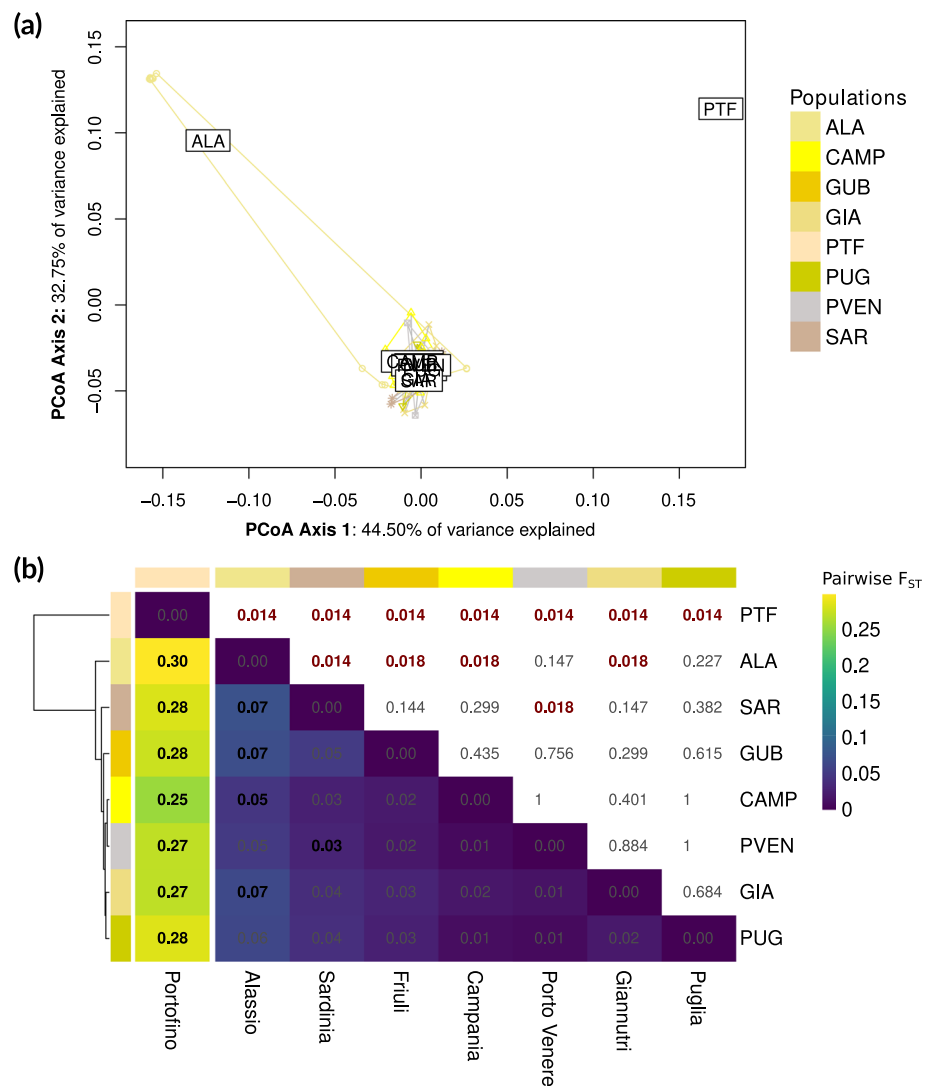 (a)
0.15
0.10
0.05
0.00
−0.05
PCoA Axis 2: 32.75% of variance explained
ALA
PTF
CAMP
SAR
−0.15 −0.10 −0.05 0.00 0.05 0.10 0.15
PCoA Axis 1: 44.50% of variance explained
Populations
ALA
CAMP
GUB
GIA
PTF
PUG
PVEN
SAR
(b)
0.00 0.014 0.014 0.014 0.014 0.014 0.014 0.014 PTF
0.30 0.00 0.014 0.018 0.018 0.147 0.018 0.227 ALA
0.28 0.07 0.00 0.144 0.299 0.018 0.147 0.382 SAR
0.28 0.07 0.05 0.00 0.435 0.756 0.299 0.615 GUB
0.25 0.05 0.03 0.02 0.00 1 0.401 1 CAMP
0.27 0.05 0.03 0.02 0.01 0.00 0.884 1 PVEN
0.27 0.07 0.04 0.03 0.02 0.01 0.00 0.684 GIA
0.28 0.04 0.03 0.01 0.01 0.02 0.00 PUG
Portofino
Alassio
Sardinia
Friuli
Campania
Porto Venere
Giannutri
Puglia
Pairwise FST
0.25
0.2
0.15
0.1
0.05
0